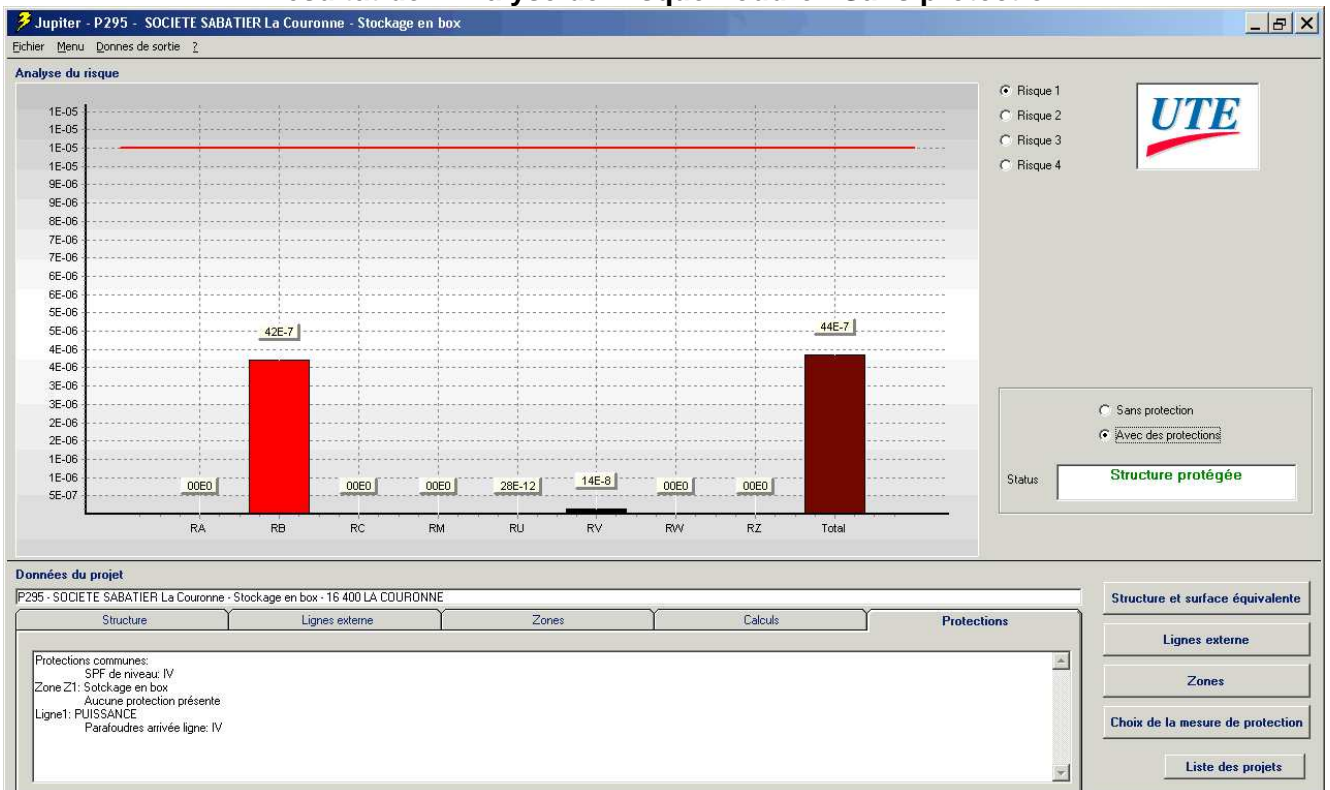 Jupiter - P295 - SOCIETE SABATIER La Couronne - Stockage en box
Fichier Menu Donnes de sortie ?
Analyse du risque
1E-05
1E-05
1E-05
1E-05
9E-06
9E-06
8E-06
7E-06
7E-06
6E-06
6E-06
5E-06
5E-06
4E-06
4E-06
3E-06
3E-06
2E-06
2E-06
1E-06
1E-06
5E-07
00E0
42E-7
00E0
00E0
28E-12
14E-8
00E0
00E0
44E-7
RA RB RC RM RU RV RW RZ Total
Risque 1
Risque 2
Risque 3
Risque 4
UTE
Sans protection
Avec des protections
Status Structure protégée
Données du projet
P295 - SOCIETE SABATIER La Couronne - Stockage en box - 16 400 LA COURONNE
Structure Lignes externe Zones Calculs Protections
Protections communes:
SPF de niveau: IV
Zone Z1: Sotckage en box
Aucune protection présente
Ligne1: PUISSANCE
Parafoudres arrivée ligne: IV
Structure et surface équivalente
Lignes externe
Zones
Choix de la mesure de protection
Liste des projets